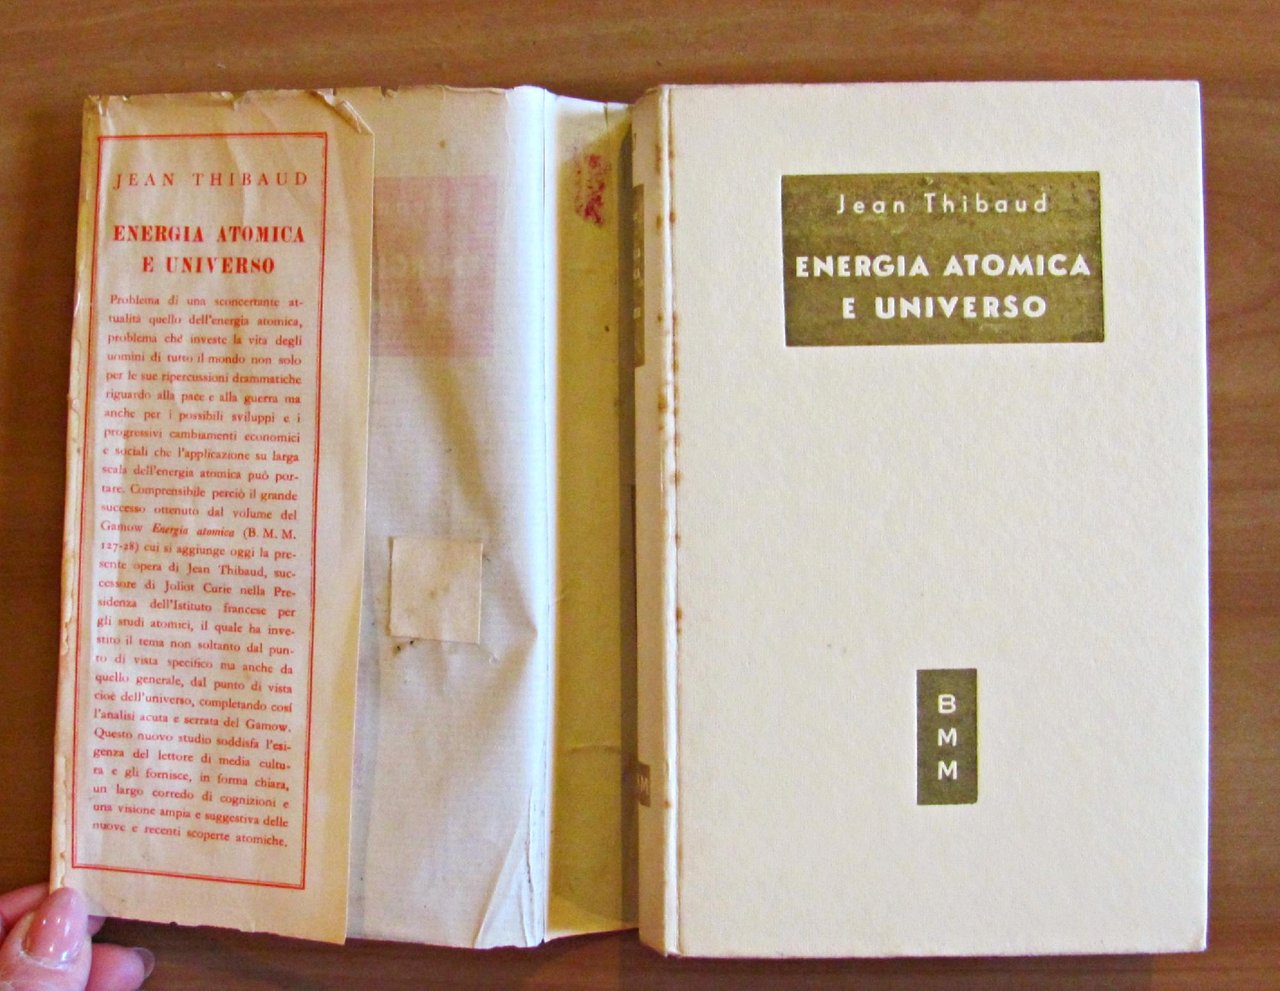 JEAN THIBAUD
ENERGIA ATOMICA
E UNIVERSO
Problema di una sconcertante at-
tualità quello dell'energia atomica,
problema che investe la vita degli
uomini di tutto il mondo non solo
per le sue ripercussioni drammatiche
riguardo alla pace e alla guerra ma
anche per i possibili sviluppi e i
progressivi cambiamenti economici
e sociali che l'applicazione su larga
scala dell'energia atomica può por-
tare. Comprensibile perciò il grande
successo ottenuto dal volume del
Gamow Energia atomica (B. M. M.
127-28) cui si aggiunge oggi la pre-
sente opera di Jean Thibaud, suc-
cessore di Joliot Curie nella Pre-
sidenza dell'Istituto francese per
gli studi atomici, il quale ha inve-
stito il tema non soltanto dal pun-
to di vista specifico ma anche da
quello generale, dal punto di vista
cioè dell'universo, completando così
l'analisi acuta e serrata del Gamow.
Questo nuovo studio soddisfa l'esi-
genza del lettore di media cultu-
ra e gli fornisce, in forma chiara,
un largo corredo di cognizioni e
una visione ampia e suggestiva delle
nuove e recenti scoperte atomiche.
Jean Thibaud
ENERGIA ATOMICA
E UNIVERSO
B
M
M